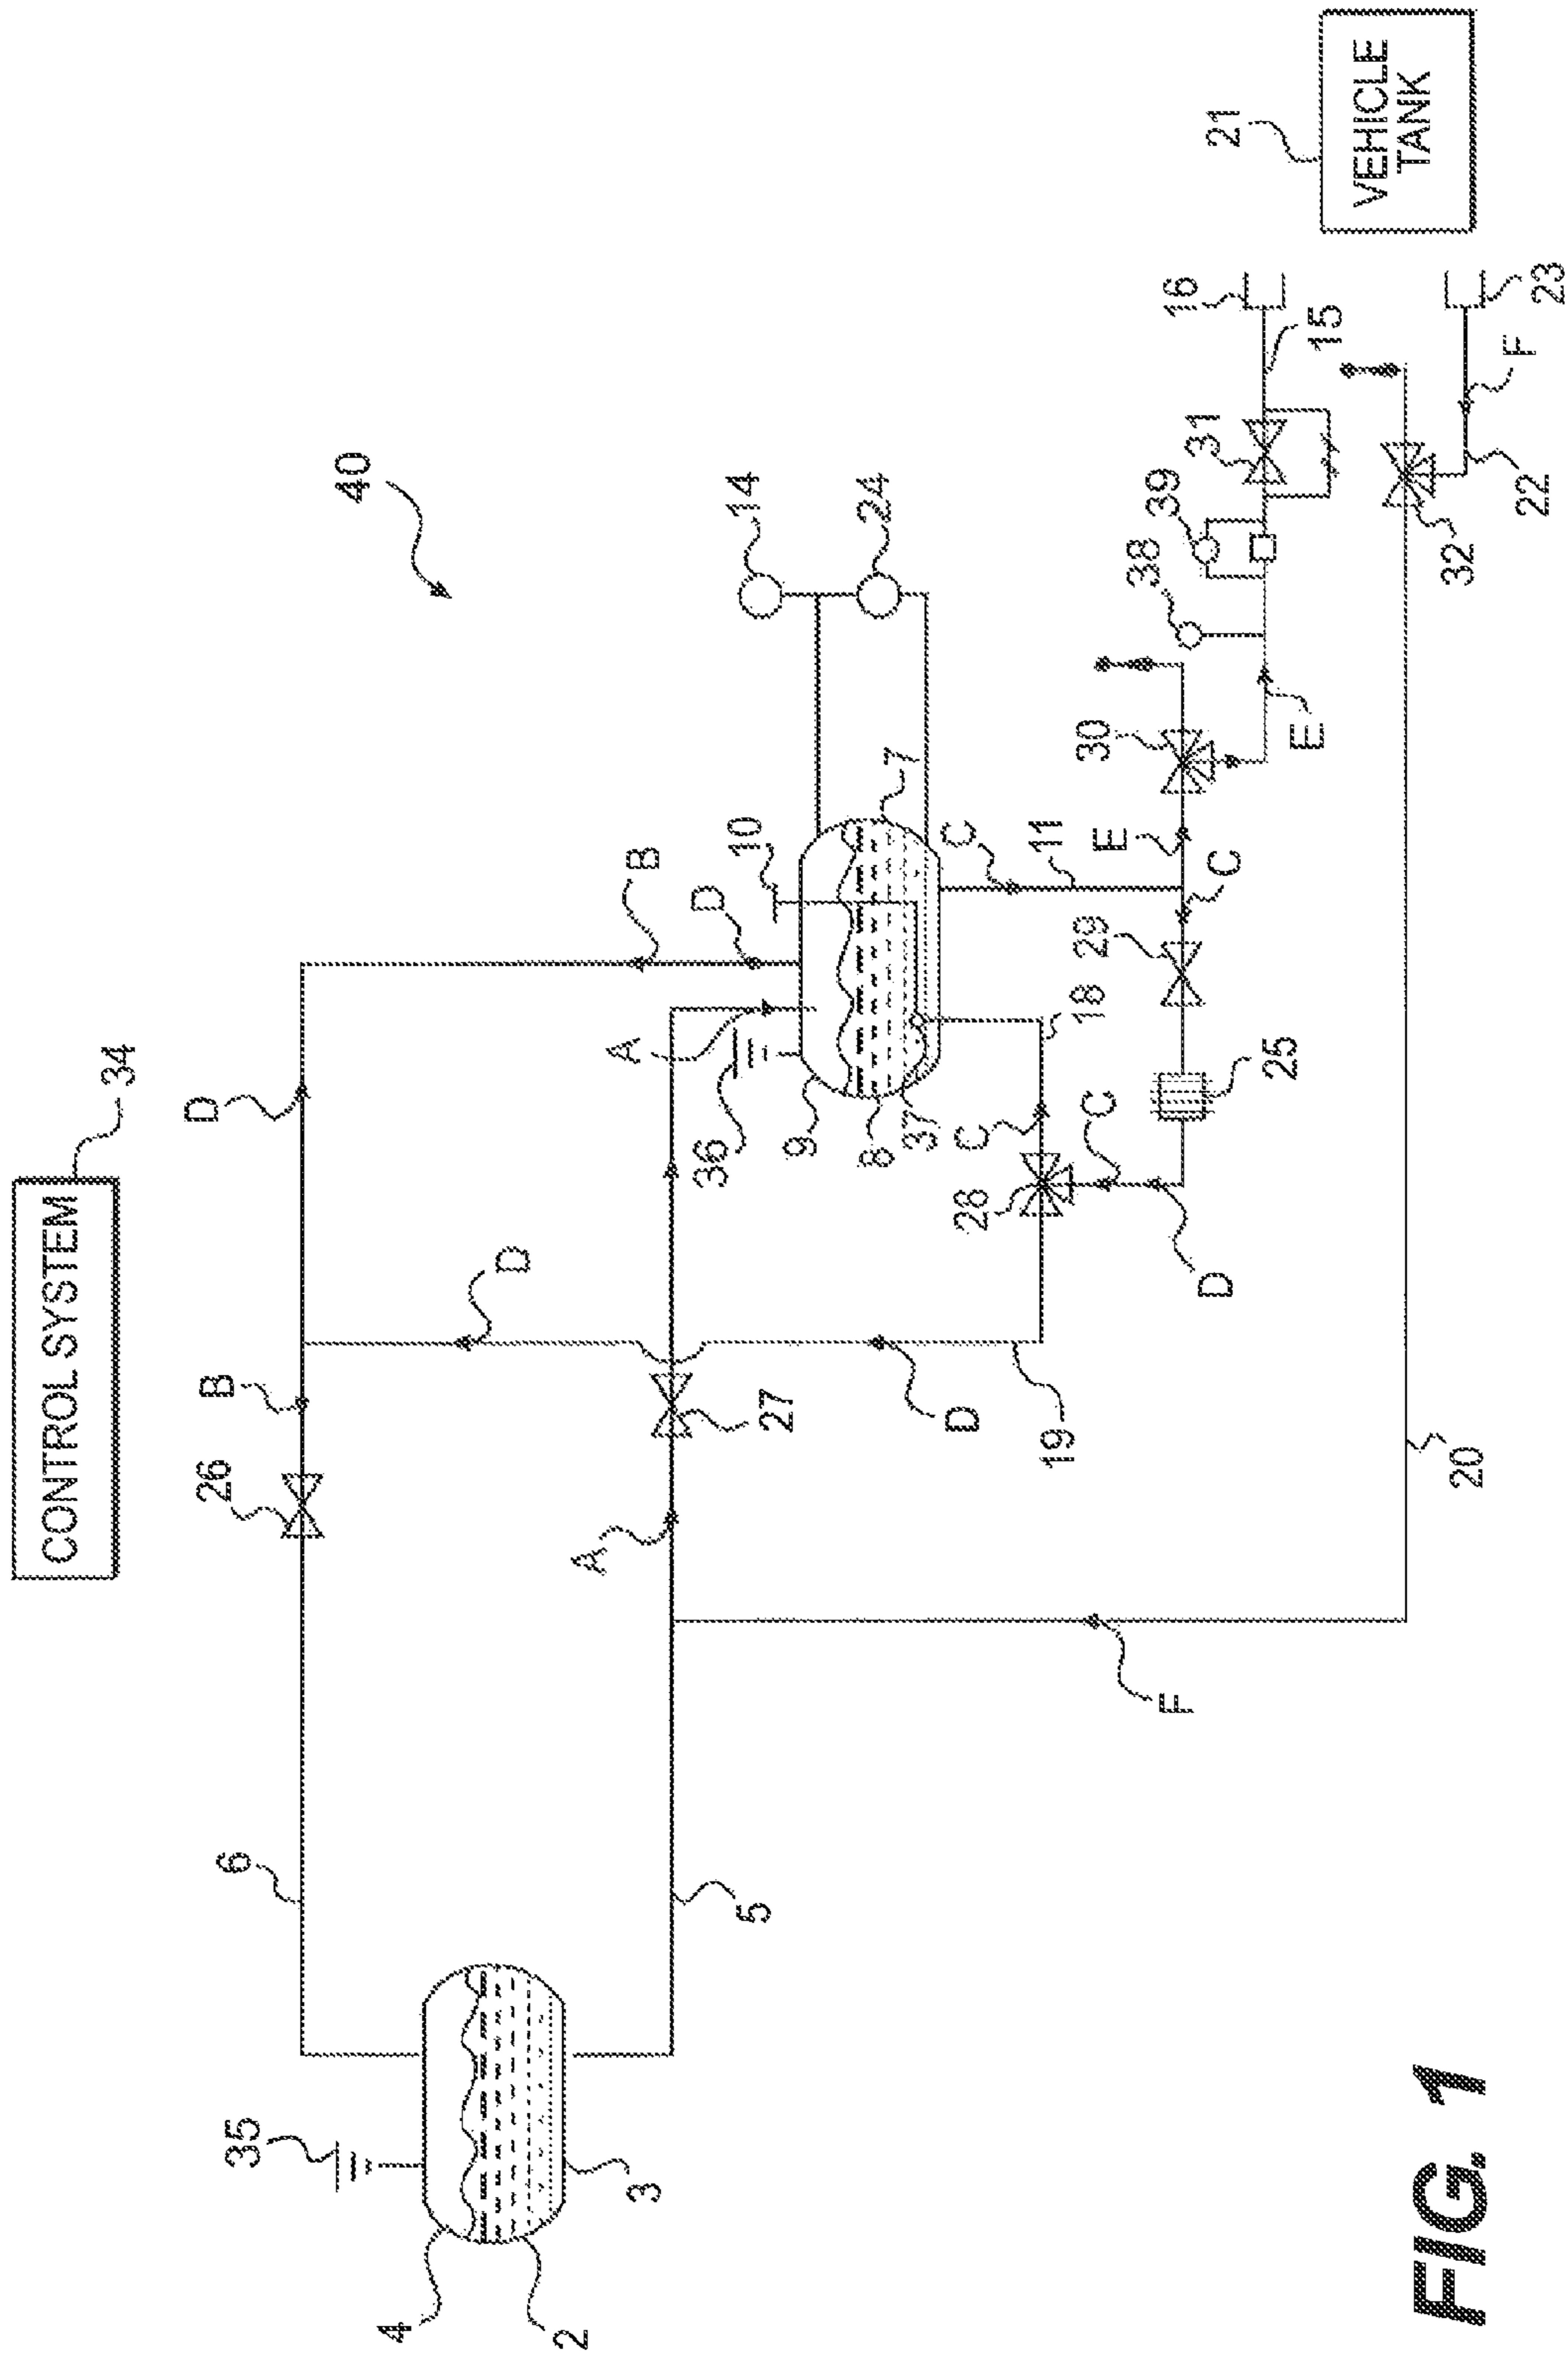 CONTROL SYSTEM
34
40
VEHICLE
TANK
21
6
26
B
D
D
B
D
35
4
2
3
5
A
27
A
36
9
8
37
7
10
14
24
D
19
28
C
18
C
D
25
29
C
C
11
E
30
E
38
39
31
15
16
F
20
32
22
F
23
FIG. 1